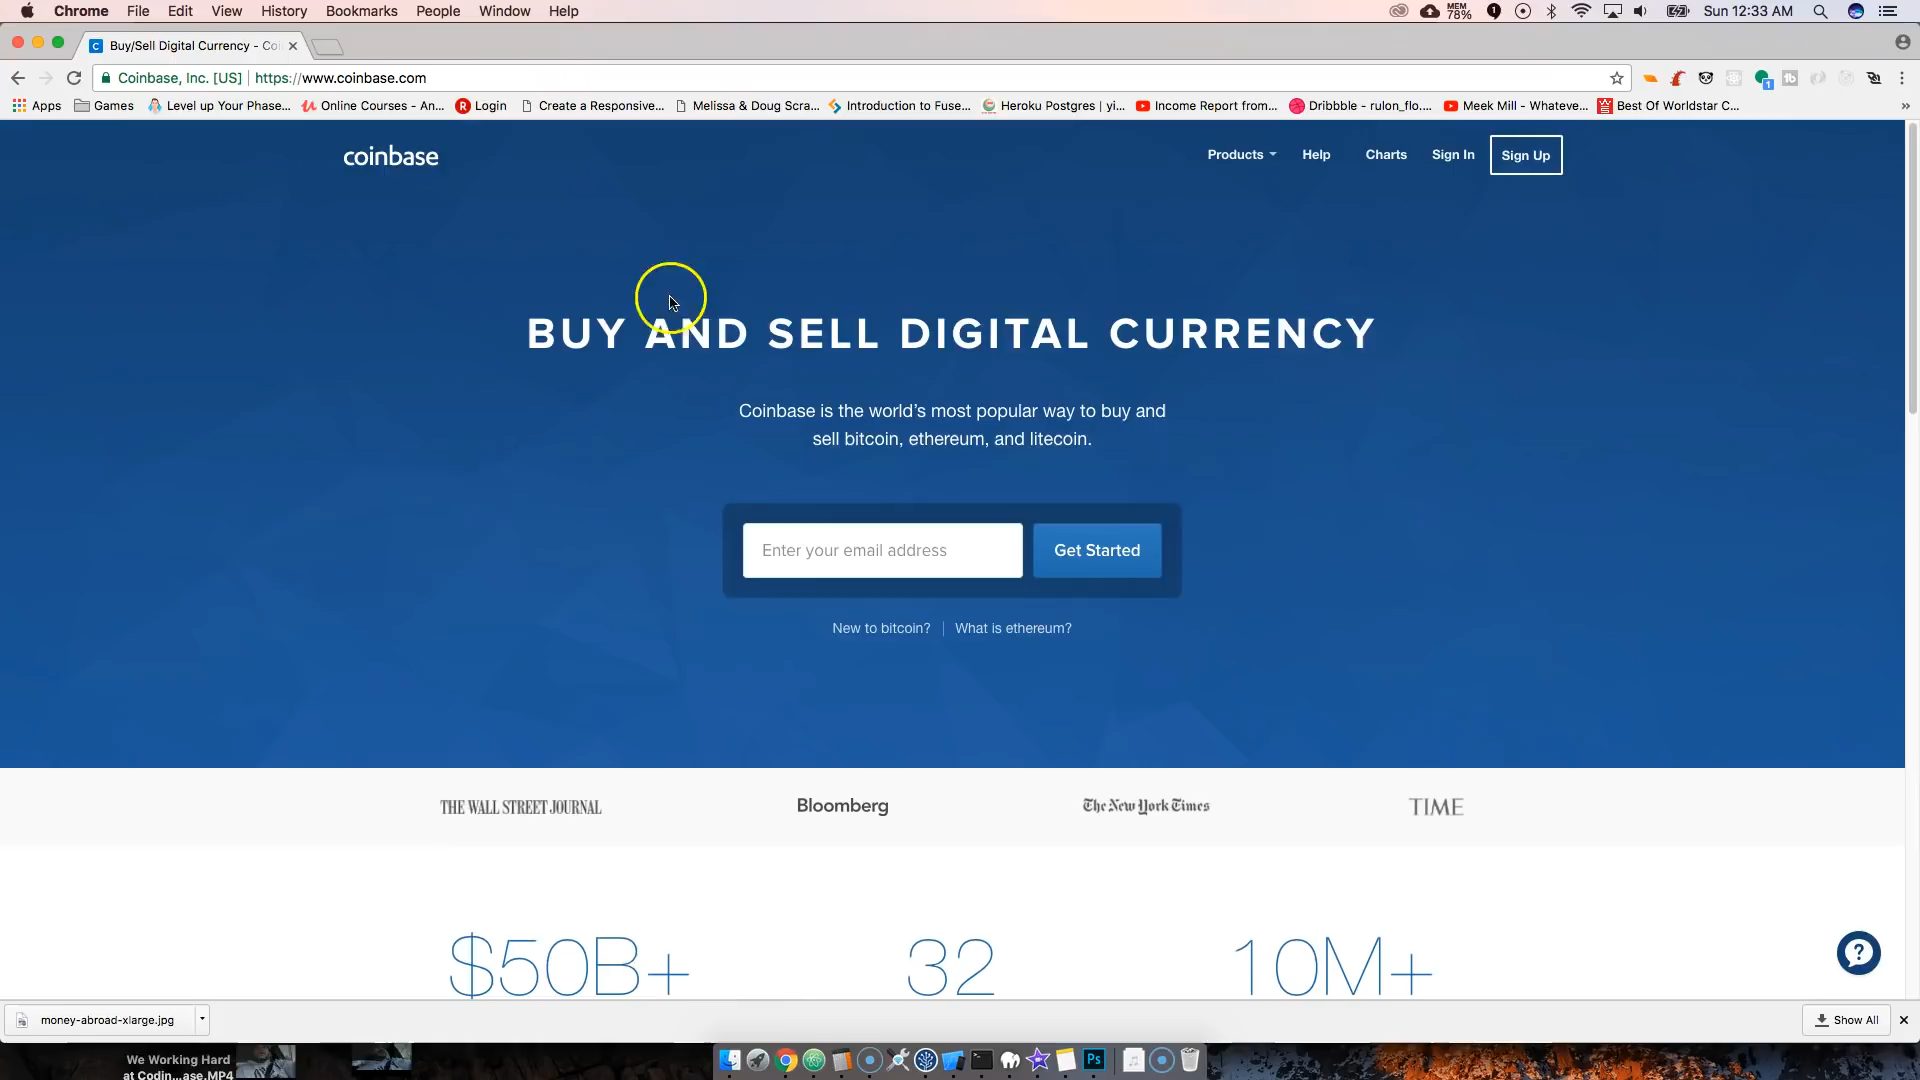 Chrome File Edit View History Bookmarks People Window Help MEM 78% 1 Sun 12:33 AM
Buy/Sell Digital Currency - Co
Coinbase, Inc. [US] https://www.coinbase.com
Apps Games Level up Your Phase... Online Courses - An... Login Create a Responsive... Melissa & Doug Scra... Introduction to Fuse... Heroku Postgres | yi... Income Report from... Dribbble - rulon_flo.... Meek Mill - Whateve... Best Of Worldstar C... »
coinbase Products Help Charts Sign In Sign Up
BUY AND SELL DIGITAL CURRENCY
Coinbase is the world's most popular way to buy and
sell bitcoin, ethereum, and litecoin.
Enter your email address Get Started
New to bitcoin? What is ethereum?
THE WALL STREET JOURNAL Bloomberg The New York Times TIME
$50B+ 32 10M+
money-abroad-xlarge.jpg Show All
We Working Hard
at Codin...ase.MP4
Ps